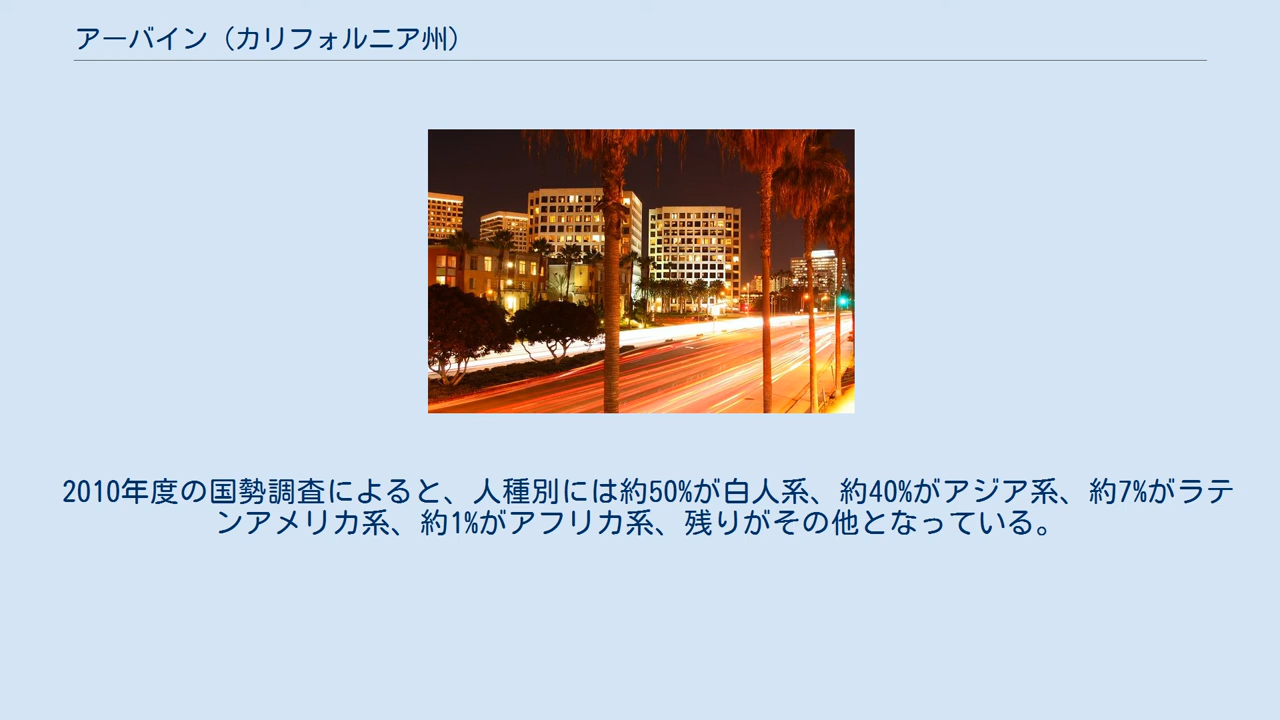 アーバイン（カリフォルニア州）
2010年度の国勢調査によると、人種別には約50%が白人系、約40%がアジア系、約7%がラテ
ンアメリカ系、約1%がアフリカ系、残りがその他となっている。